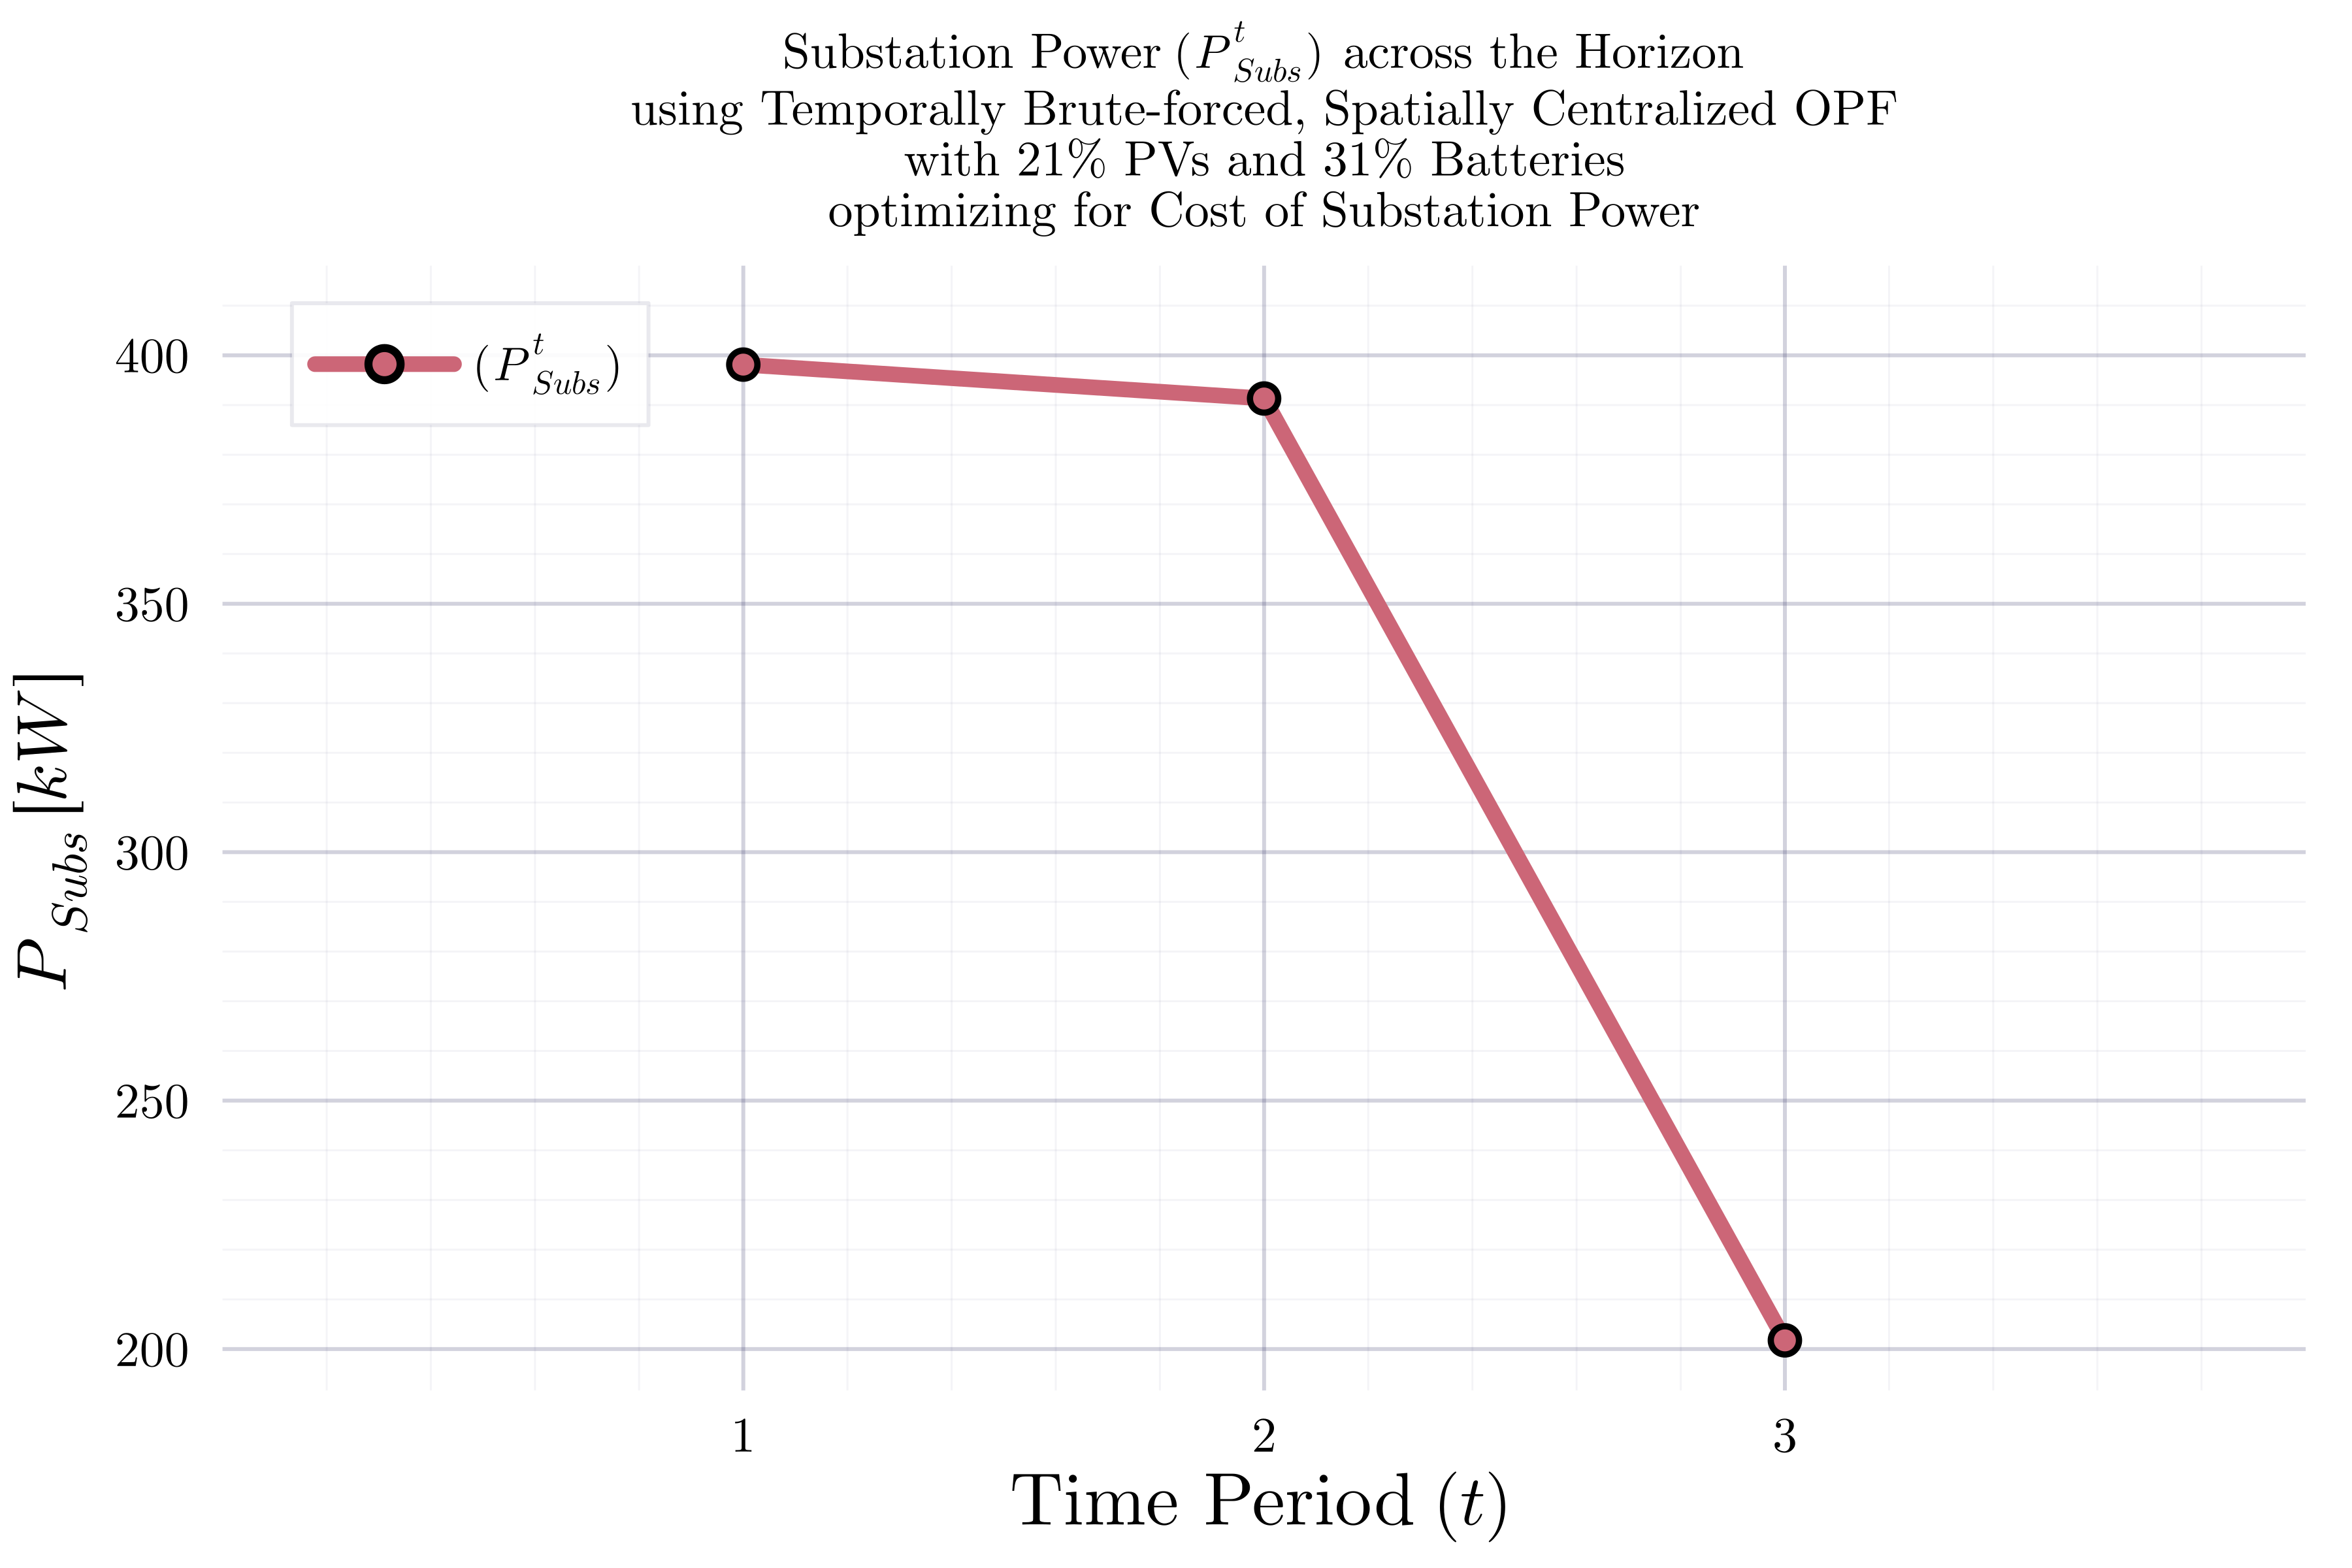 Substation Power (P^t_Subs) across the Horizon
using Temporally Brute-forced, Spatially Centralized OPF
with 21% PVs and 31% Batteries
optimizing for Cost of Substation Power
(P^t_Subs)
400
350
300
250
200
P_Subs [kW]
1 2 3
Time Period (t)